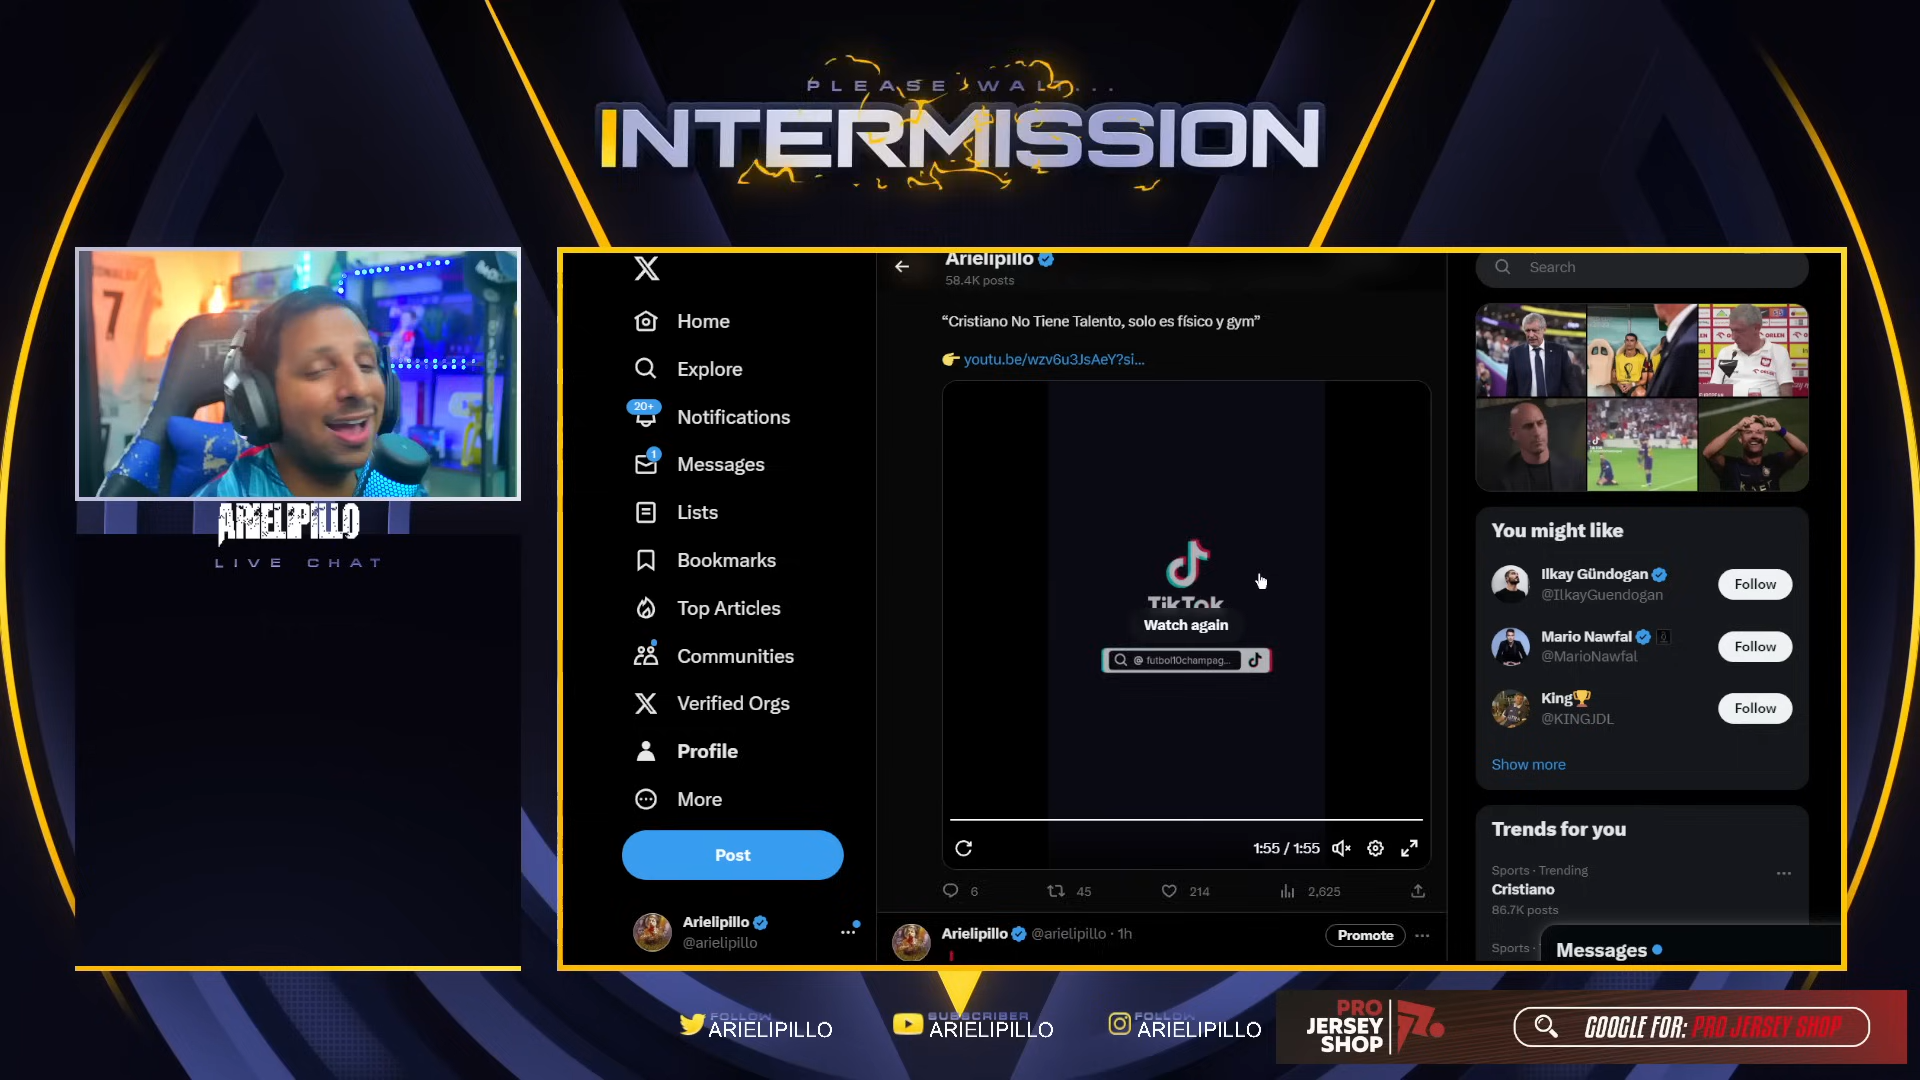 PLEASE WAIT...
INTERMISSION
7
ARIELIPILLO
LIVE CHAT
Home
Explore
20+
Notifications
1
Messages
Lists
Bookmarks
Top Articles
Communities
Verified Orgs
Profile
More
Post
Arielipillo
@arielipillo
Arielipillo
58.4K posts
“Cristiano No Tiene Talento, solo es físico y gym”
👉 youtu.be/wzv6u3JsAeY?si...
TikTok
Watch again
@ futbol10champag...
1:55 / 1:55
6 45 214 2,625
Arielipillo @arielipillo · 1h
Promote
Search
You might like
Ilkay Gündogan
@IlkayGuendogan
Follow
Mario Nawfal
@MarioNawfal
Follow
King🏆
@KINGJDL
Follow
Show more
Trends for you
Sports · Trending
Cristiano
86.7K posts
Sports ·
Messages
FOLLOW
ARIELIPILLO
SUBSCRIBER
ARIELIPILLO
FOLLOW
ARIELIPILLO
PRO
JERSEY
SHOP
GOOGLE FOR: PRO JERSEY SHOP